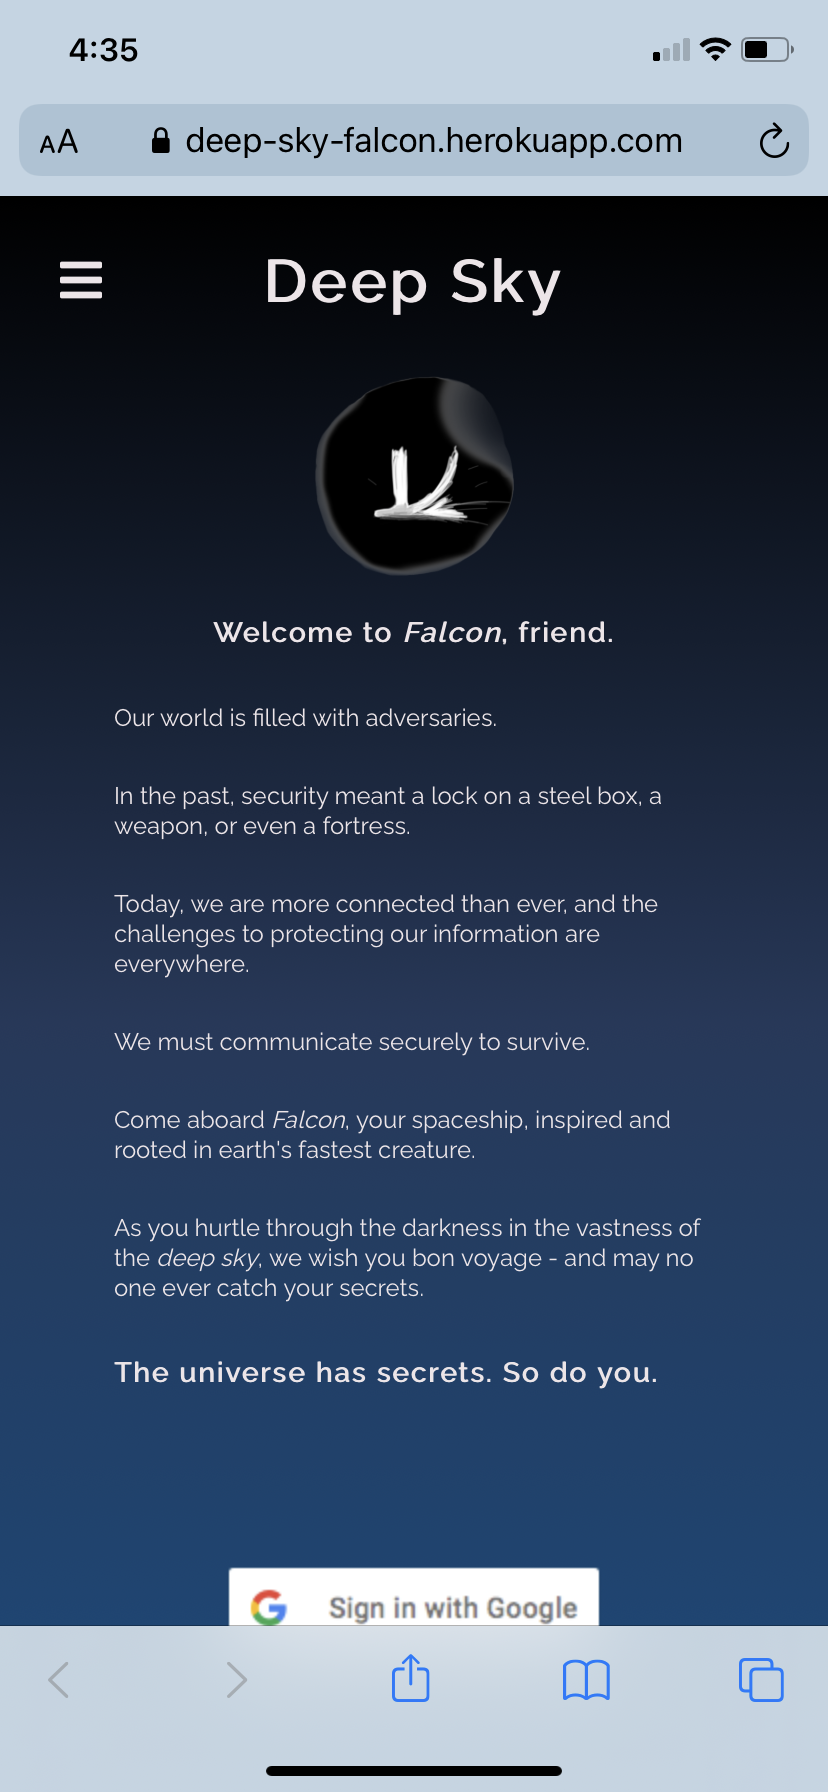 4:35
AA deep-sky-falcon.herokuapp.com
Deep Sky
Welcome to Falcon, friend.
Our world is filled with adversaries.
In the past, security meant a lock on a steel box, a
weapon, or even a fortress.
Today, we are more connected than ever, and the
challenges to protecting our information are
everywhere.
We must communicate securely to survive.
Come aboard Falcon, your spaceship, inspired and
rooted in earth's fastest creature.
As you hurtle through the darkness in the vastness of
the deep sky, we wish you bon voyage - and may no
one ever catch your secrets.
The universe has secrets. So do you.
Sign in with Google